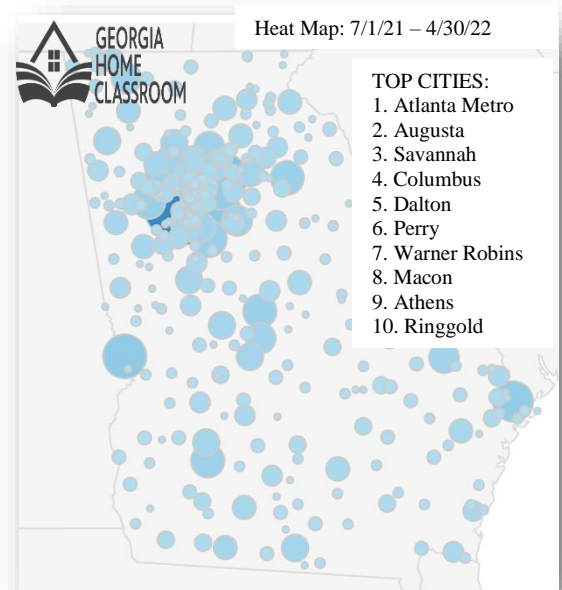 GEORGIA
HOME
CLASSROOM
Heat Map: 7/1/21 – 4/30/22
TOP CITIES:
1. Atlanta Metro
2. Augusta
3. Savannah
4. Columbus
5. Dalton
6. Perry
7. Warner Robins
8. Macon
9. Athens
10. Ringgold